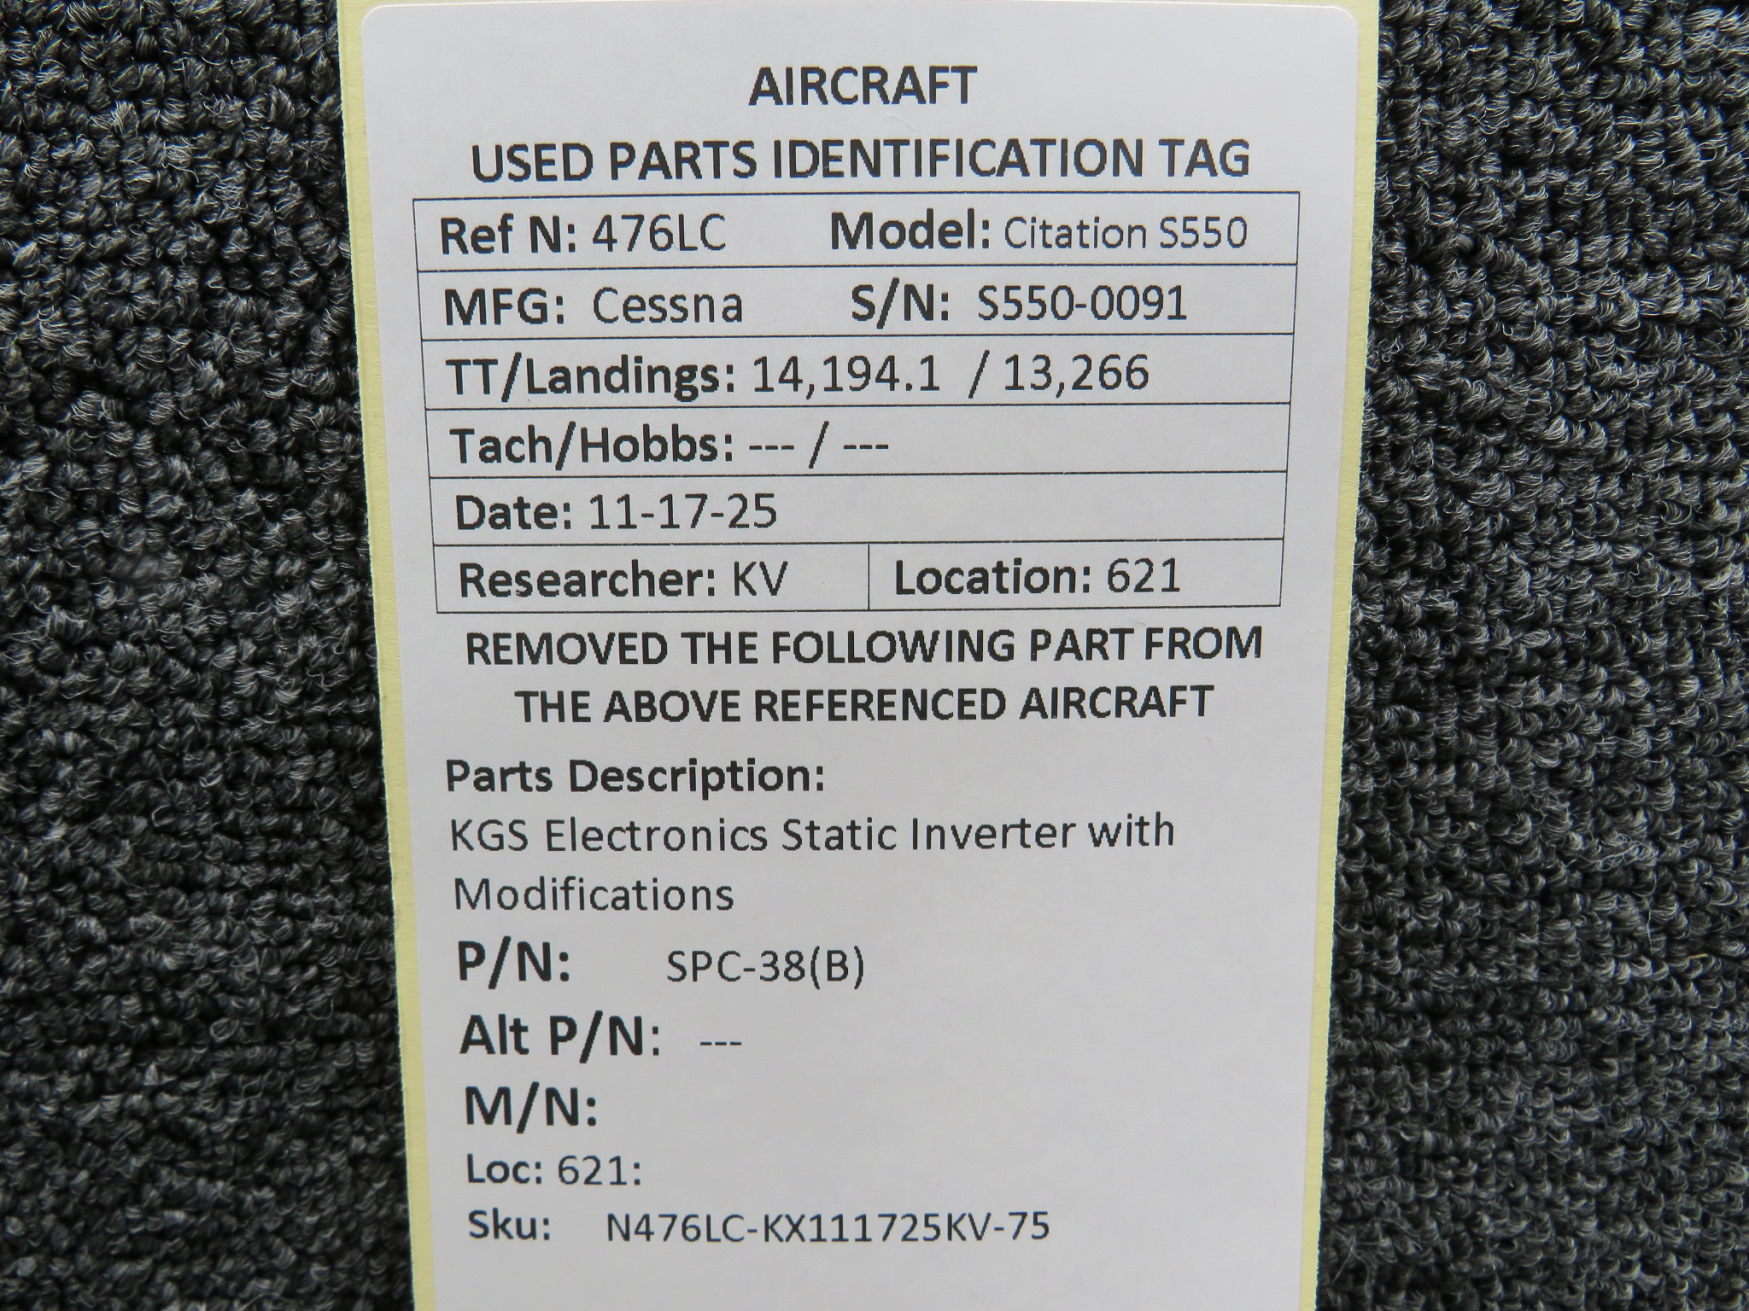 AIRCRAFT
USED PARTS IDENTIFICATION TAG
Ref N: 476LC Model: Citation S550
MFG: Cessna S/N: S550-0091
TT/Landings: 14,194.1 / 13,266
Tach/Hobbs: --- / ---
Date: 11-17-25
Researcher: KV Location: 621
REMOVED THE FOLLOWING PART FROM
THE ABOVE REFERENCED AIRCRAFT
Parts Description:
KGS Electronics Static Inverter with
Modifications
P/N: SPC-38(B)
Alt P/N: ---
M/N:
Loc: 621:
Sku: N476LC-KX111725KV-75